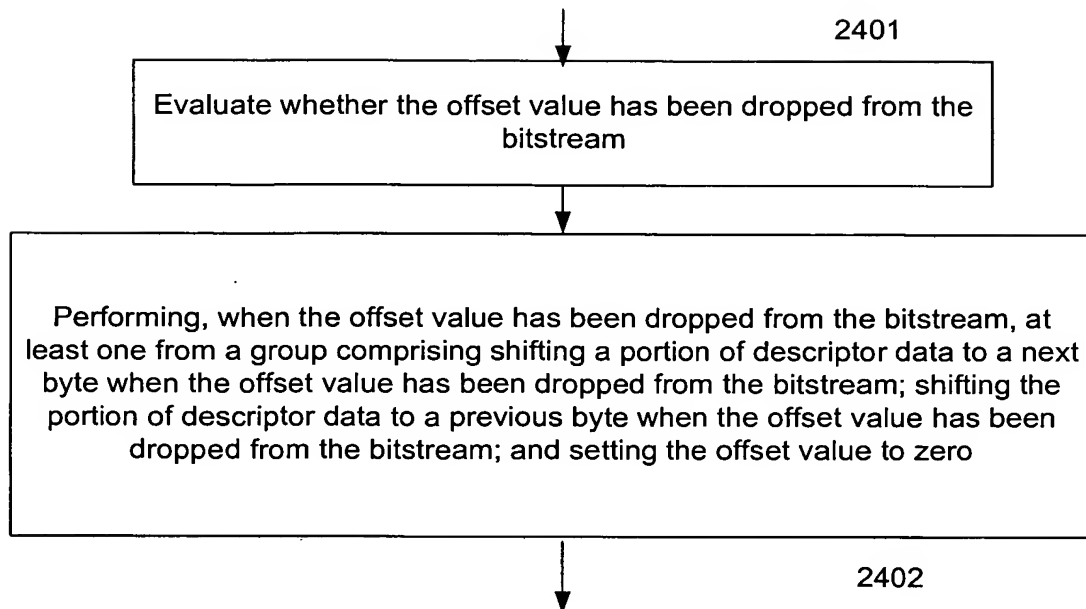 2401
Evaluate whether the offset value has been dropped from the
bitstream
Performing, when the offset value has been dropped from the bitstream, at
least one from a group comprising shifting a portion of descriptor data to a next
byte when the offset value has been dropped from the bitstream; shifting the
portion of descriptor data to a previous byte when the offset value has been
dropped from the bitstream; and setting the offset value to zero
2402